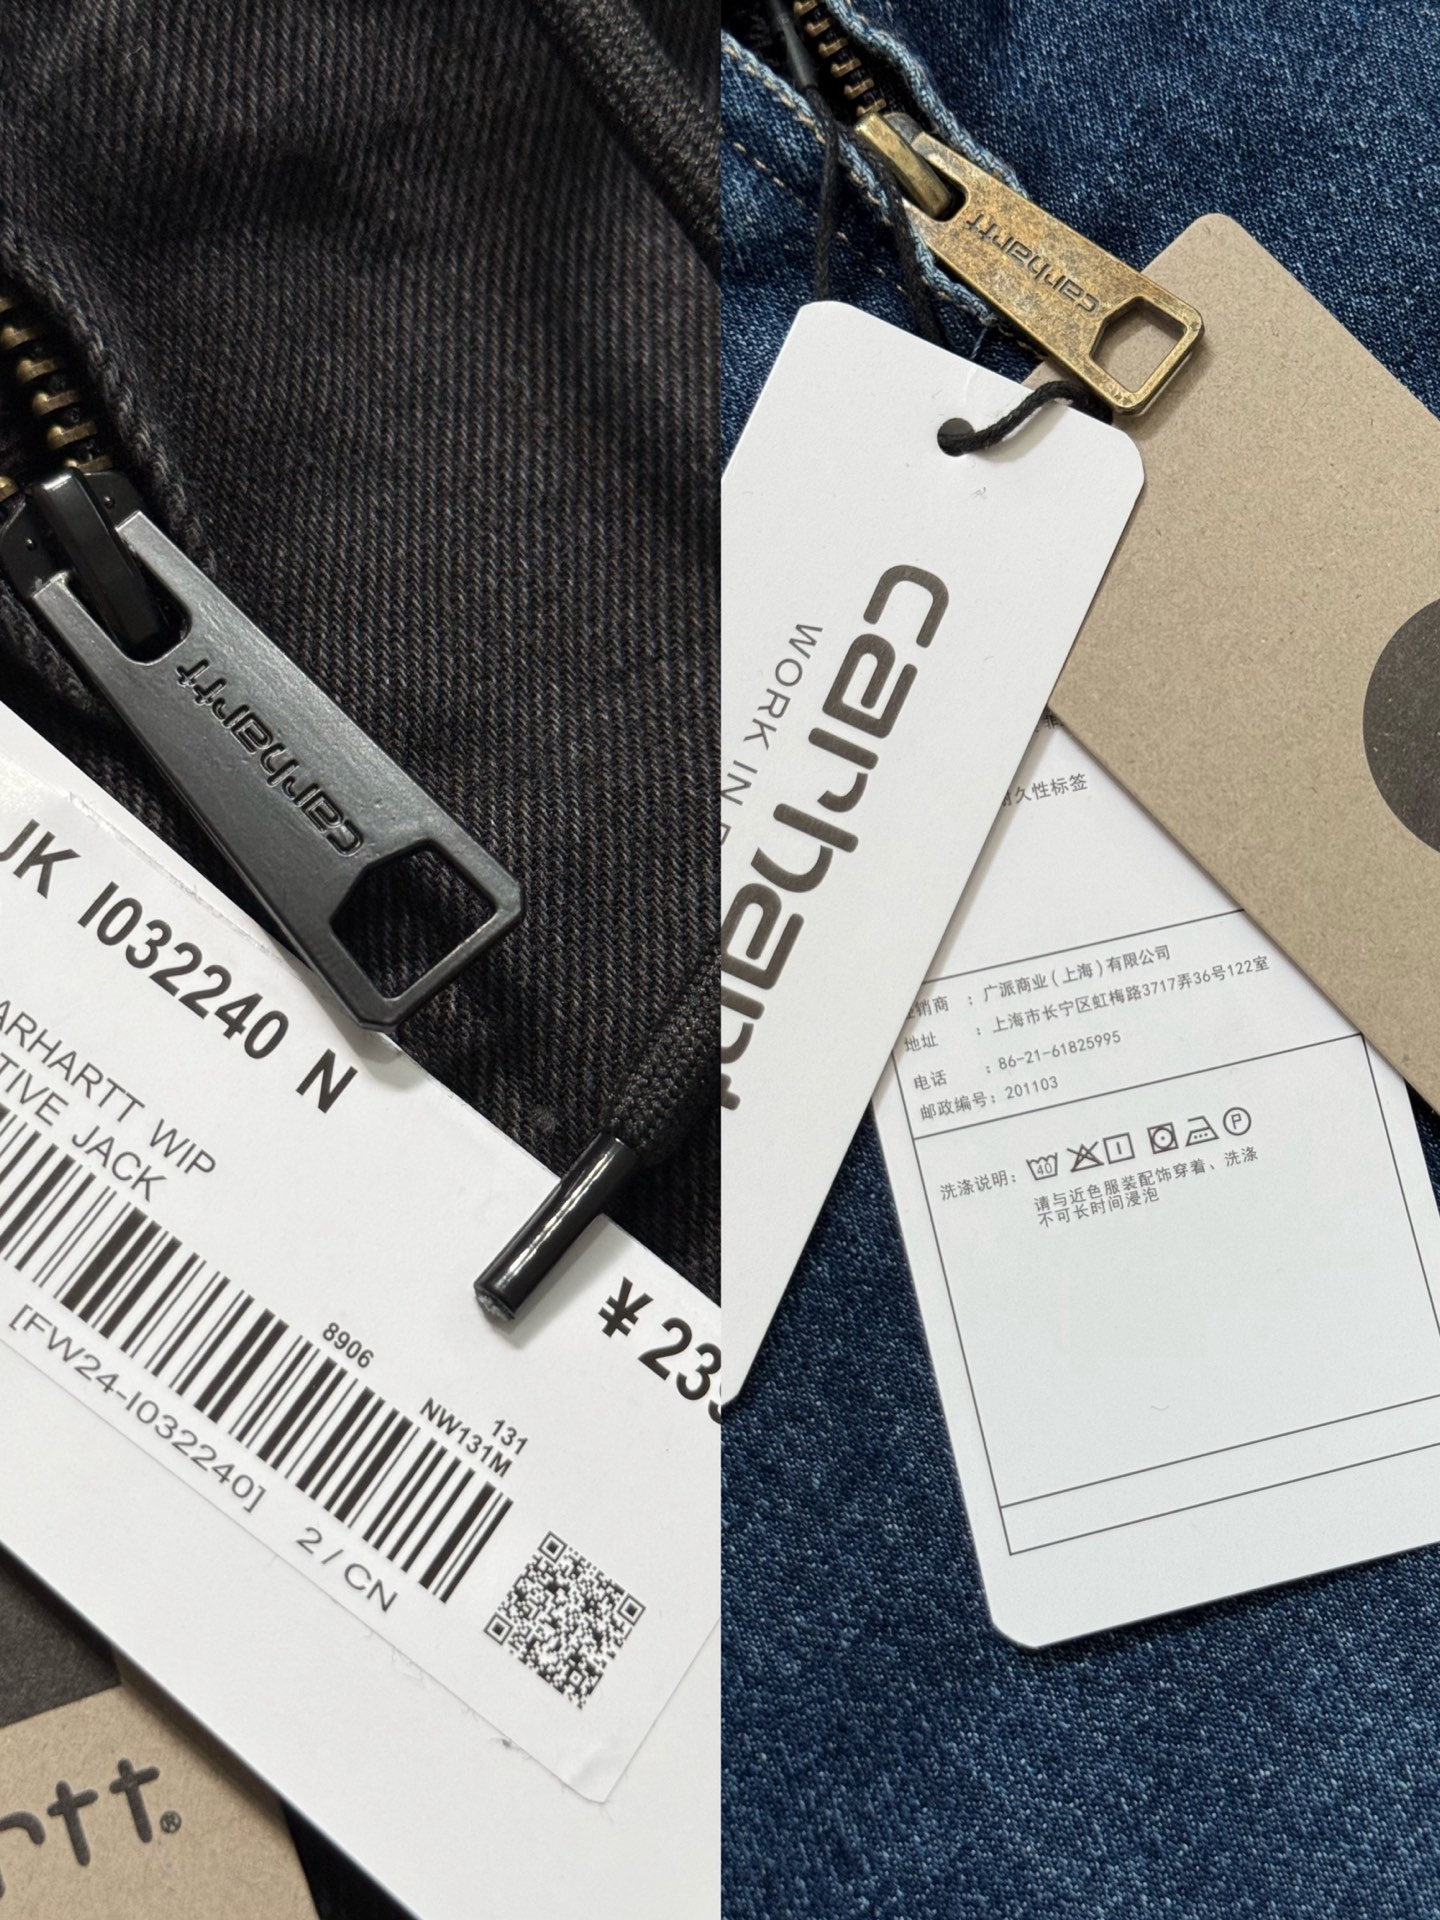 carhartt
JK I032240 N
ARHARTT WIP
TIVE JACK
8906
131
NW131M
[FW24-I032240]
2 / CN
¥ 23
rtt®
carhartt
carhartt
WORK IN
久性标签
销商 : 广派商业(上海)有限公司
地址 : 上海市长宁区虹梅路3717弄36号122室
电话 : 86-21-61825995
邮政编号: 201103
洗涤说明: 40 P
请与近色服装配饰穿着、洗涤
不可长时间浸泡